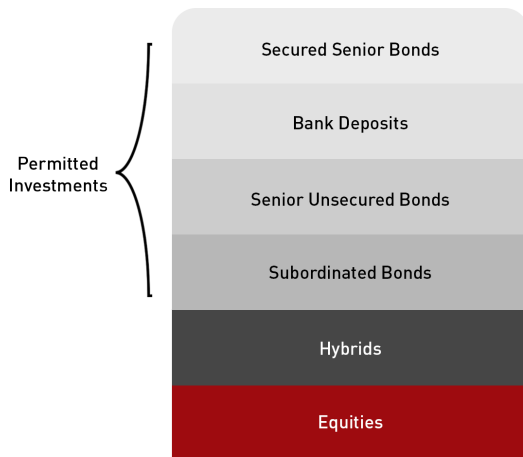 Secured Senior Bonds
Bank Deposits
Permitted
Investments
Senior Unsecured Bonds
Subordinated Bonds
Hybrids
Equities